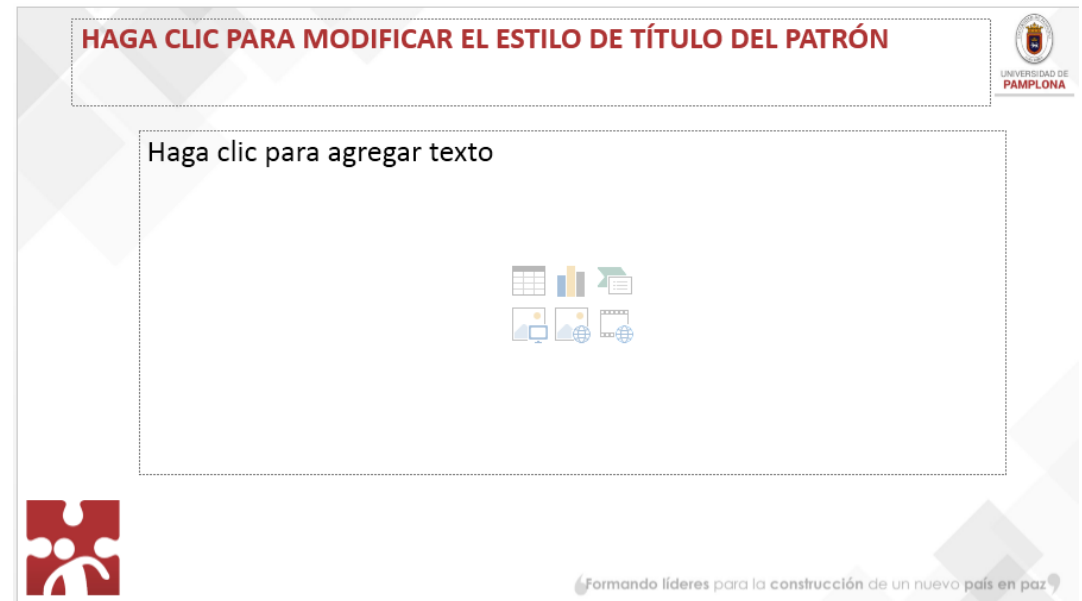 HAGA CLIC PARA MODIFICAR EL ESTILO DE TÍTULO DEL PATRÓN
UNIVERSIDAD DE
PAMPLONA
Haga clic para agregar texto
Formando líderes para la construcción de un nuevo país en paz